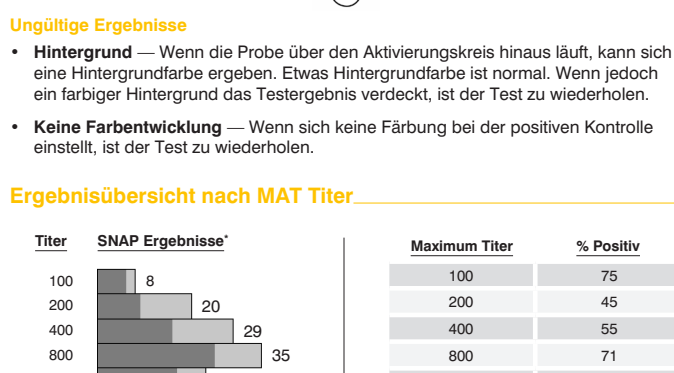 Ungültige Ergebnisse
• Hintergrund — Wenn die Probe über den Aktivierungskreis hinaus läuft, kann sich
eine Hintergrundfarbe ergeben. Etwas Hintergrundfarbe ist normal. Wenn jedoch
ein farbiger Hintergrund das Testergebnis verdeckt, ist der Test zu wiederholen.
• Keine Farbentwicklung — Wenn sich keine Färbung bei der positiven Kontrolle
einstellt, ist der Test zu wiederholen.
Ergebnisübersicht nach MAT Titer
Titer SNAP Ergebnisse*
100 8
200 20
400 29
800 35
Maximum Titer % Positiv
100 75
200 45
400 55
800 71